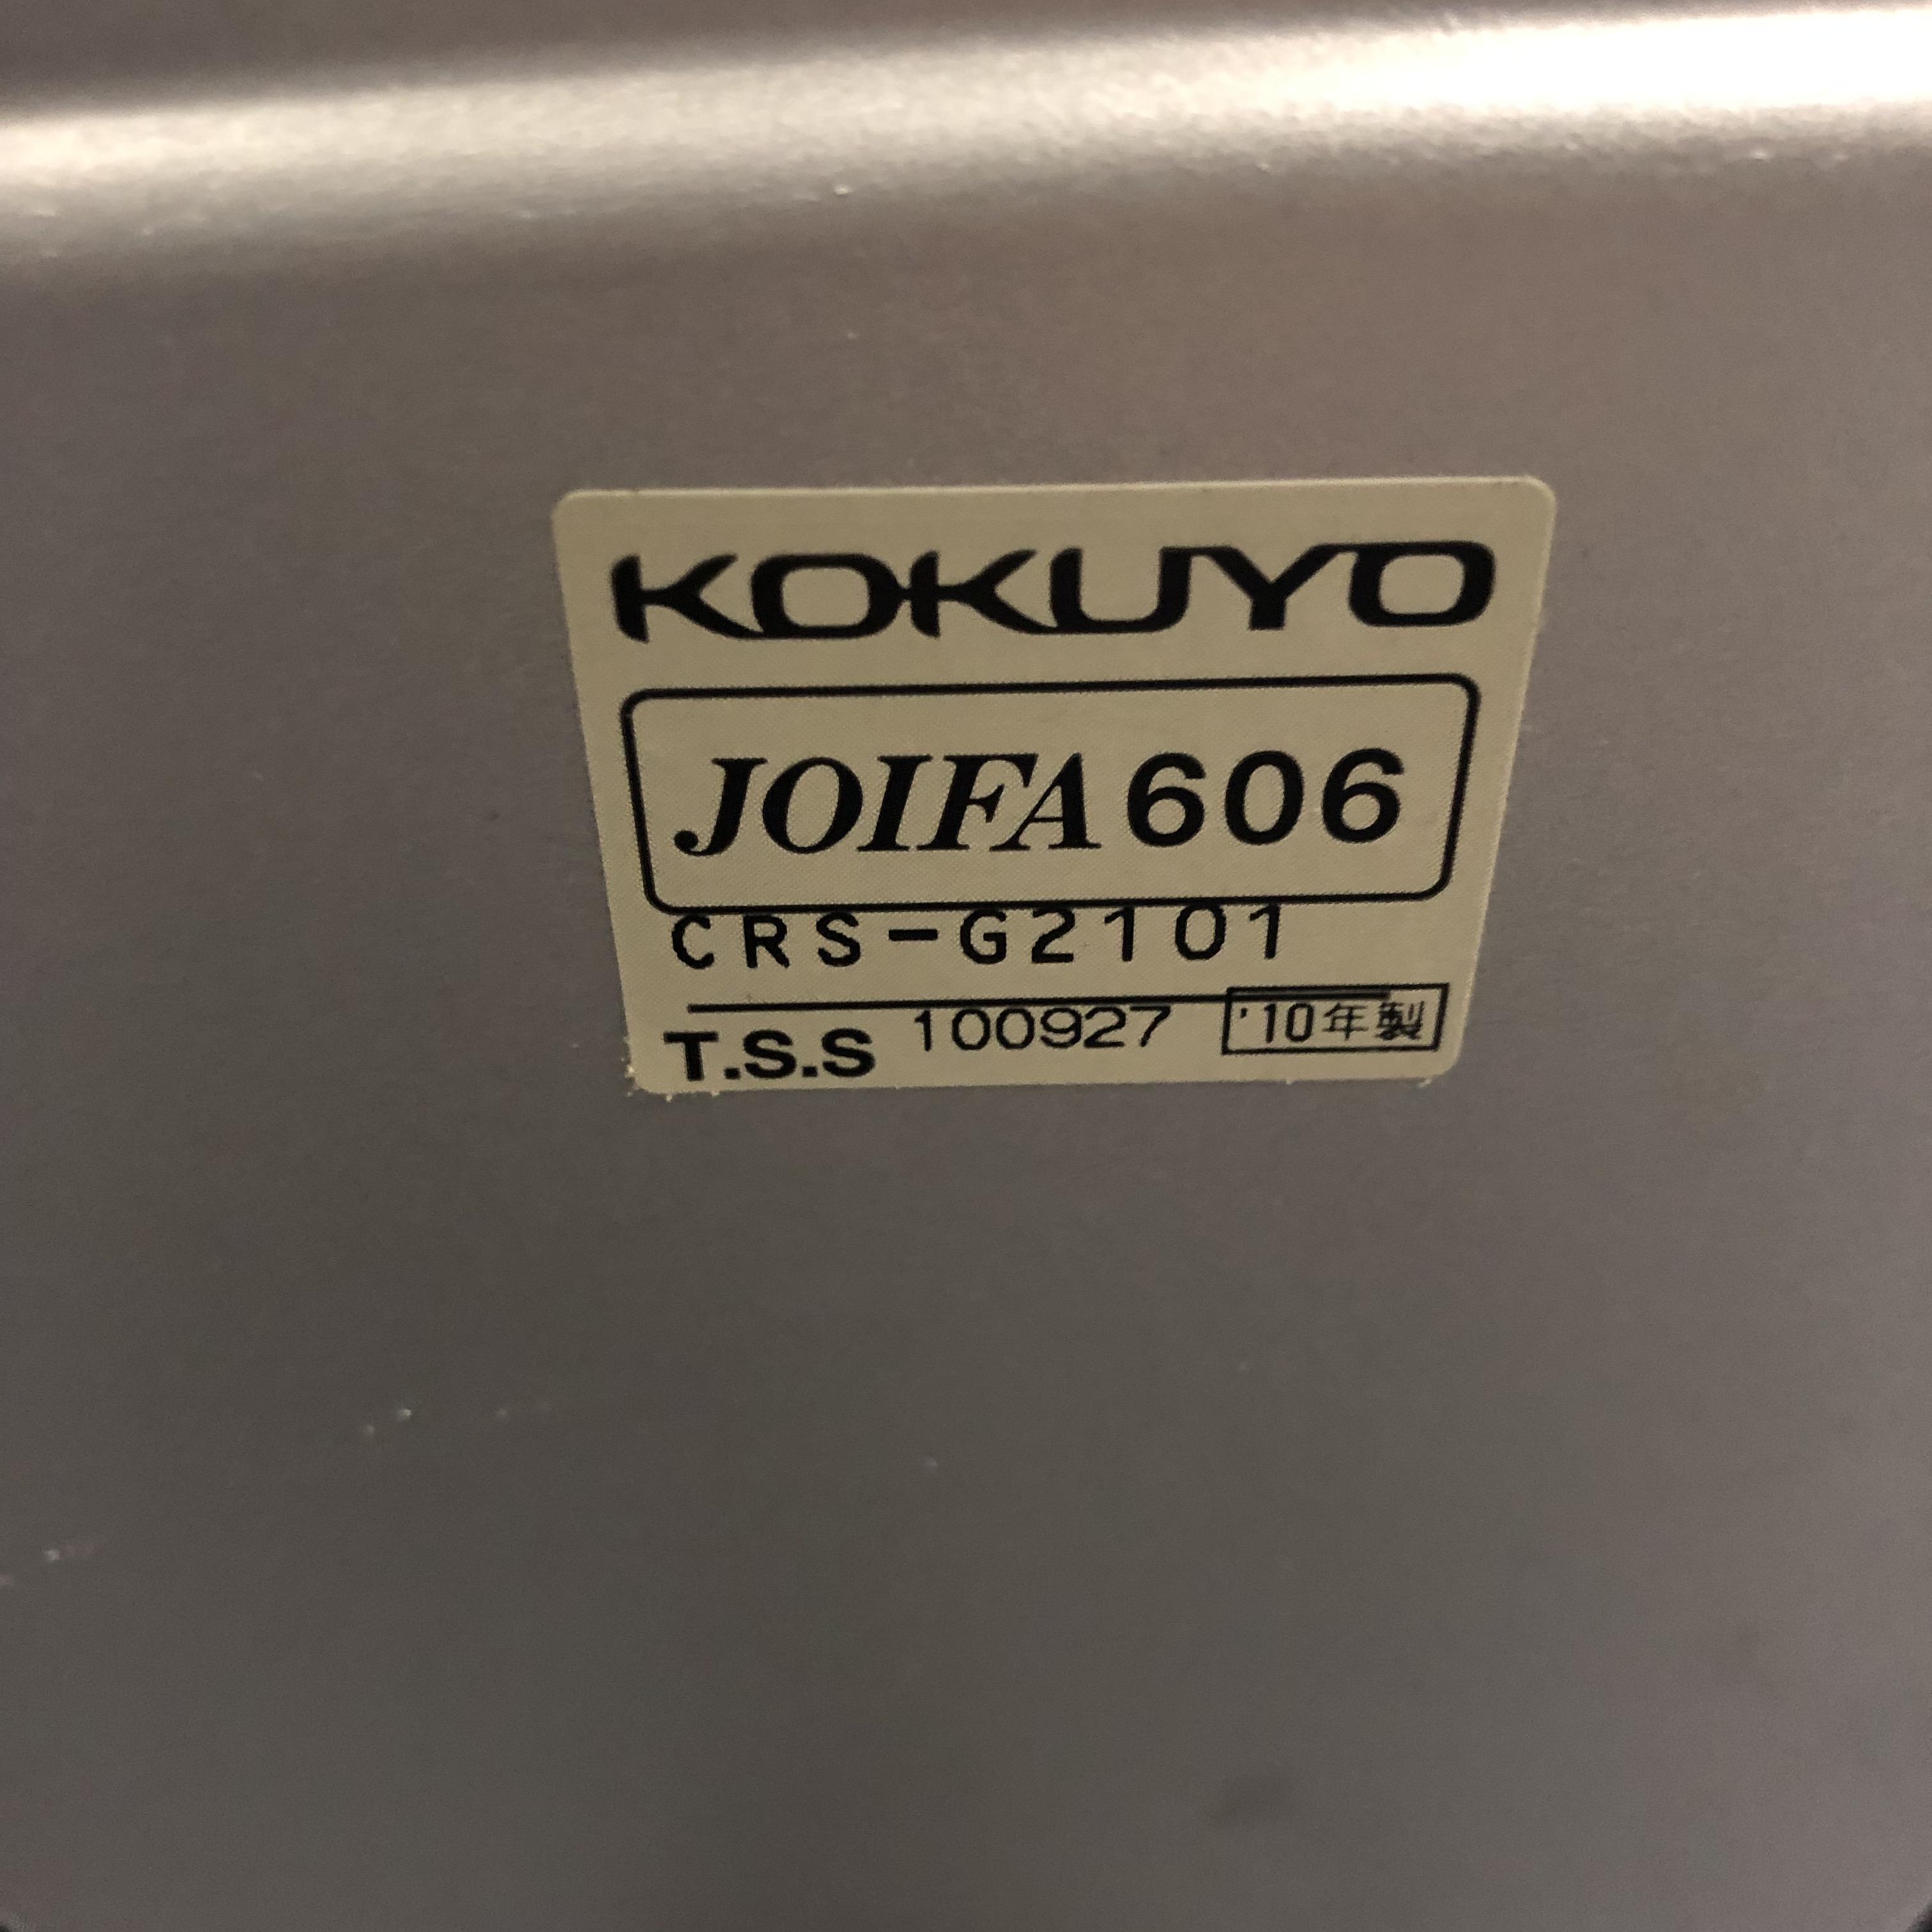 KOKUYO
JOIFA 606
CRS-G2101
T.S.S 100927 '10年製